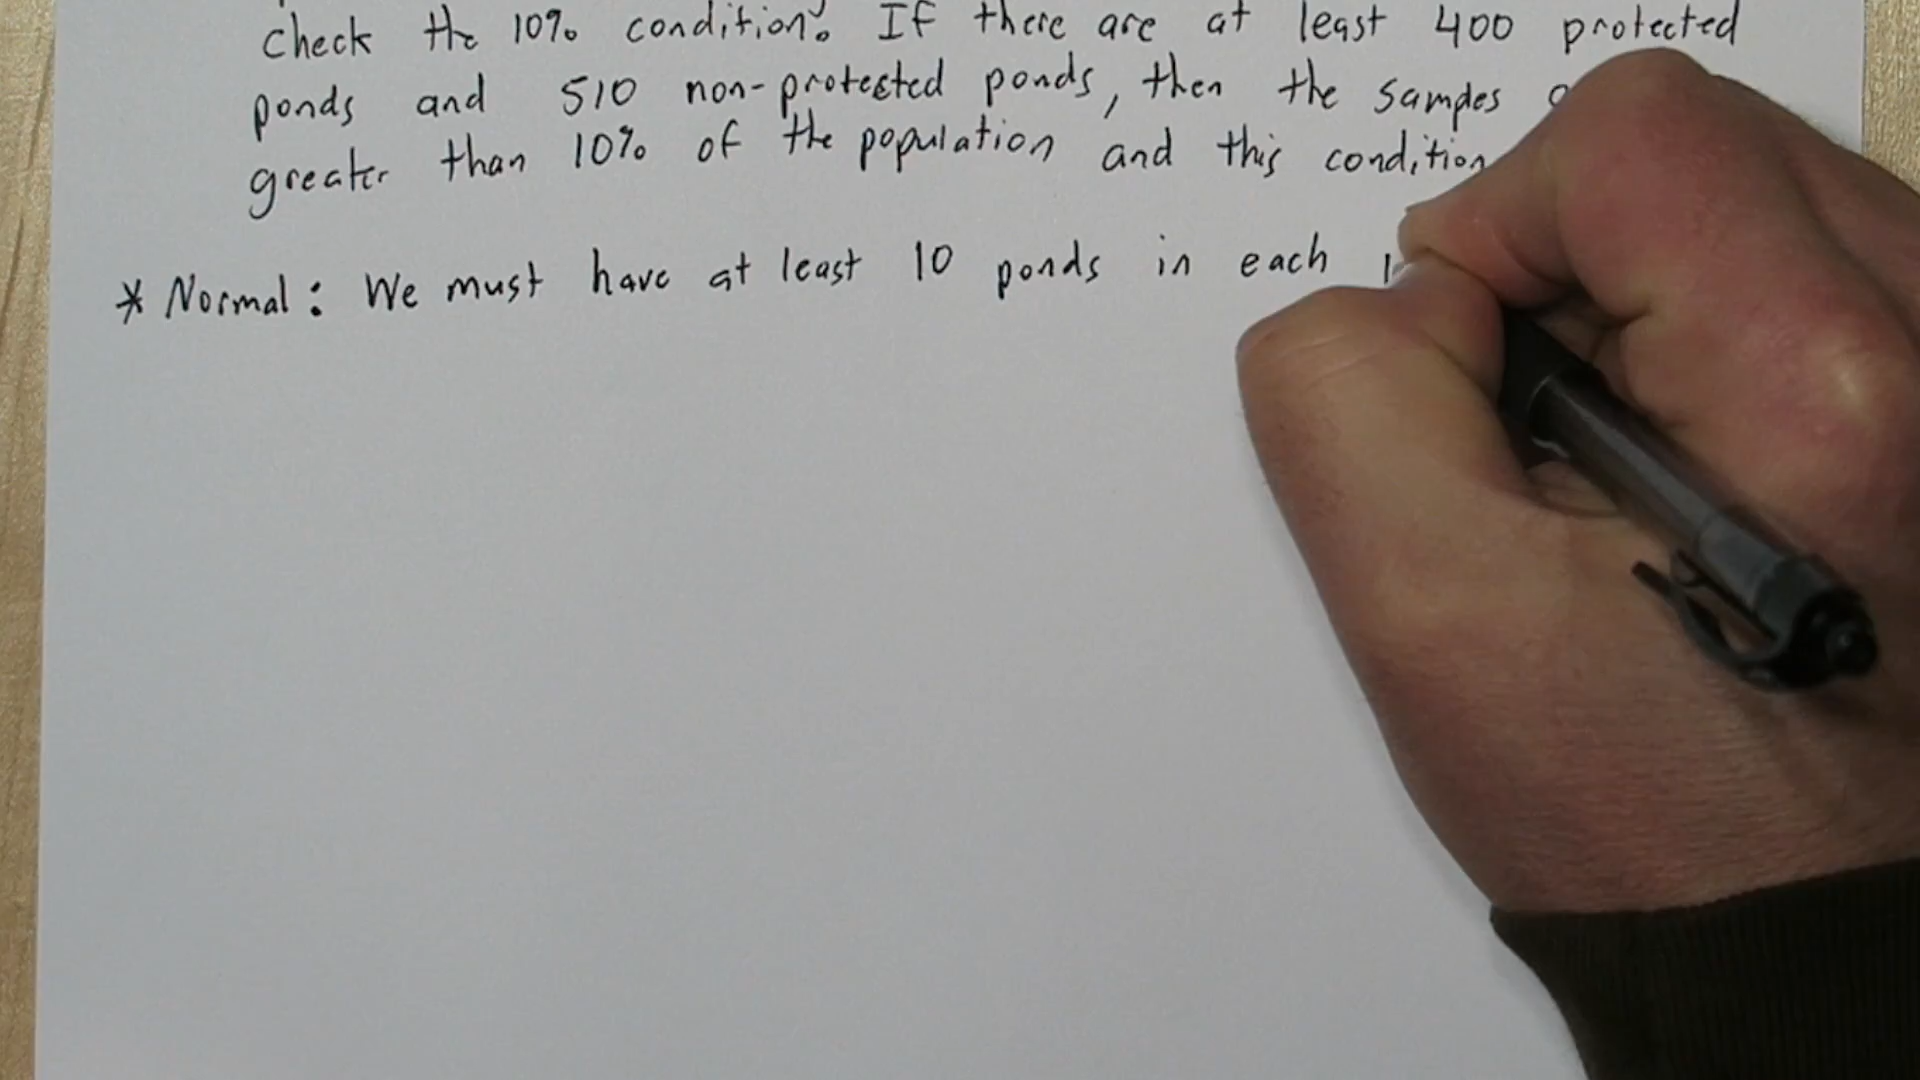 check the 10% condition. If there are at least 400 protected
ponds and 510 non-protected ponds, then the sampes
greater than 10% of the population and this condition
* Normal: We must have at least 10 ponds in each